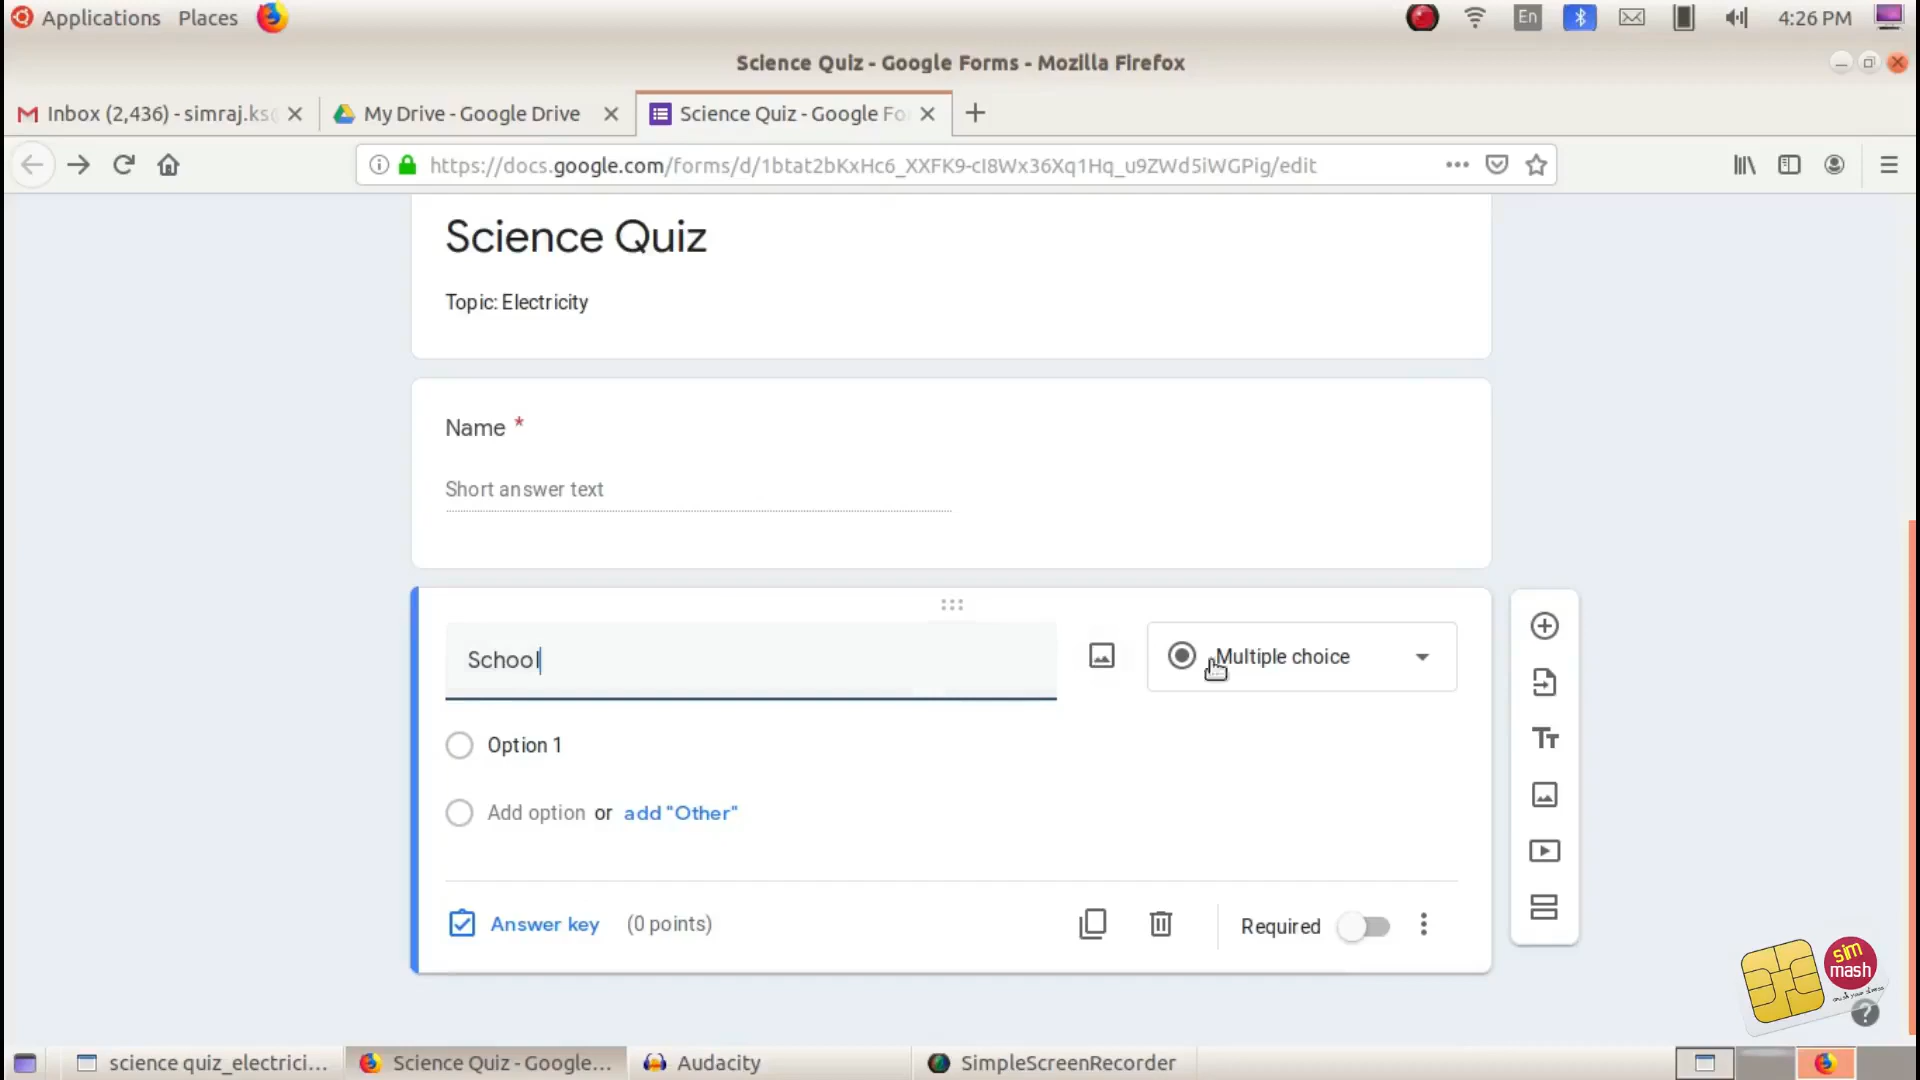 Applications Places En 4:26 PM
Science Quiz - Google Forms - Mozilla Firefox
Inbox (2,436) - simraj.ks My Drive - Google Drive Science Quiz - Google Fo
https://docs.google.com/forms/d/1btat2bKxHc6_XXFK9-cI8Wx36Xq1Hq_u9ZWd5iWGPig/edit
Science Quiz
Topic: Electricity
Name *
Short answer text
School Multiple choice
Option 1
Tт
Add option or add "Other"
Answer key (0 points) Required
sim
mash
?
science quiz_electrici... Science Quiz - Google... Audacity SimpleScreenRecorder